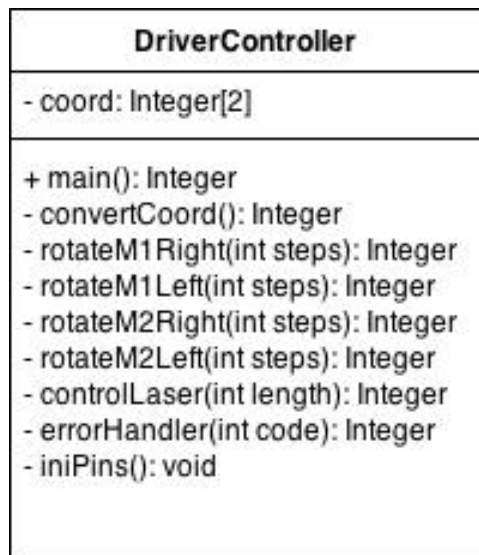 DriverController
- coord: Integer[2]
+ main(): Integer
- convertCoord(): Integer
- rotateM1Right(int steps): Integer
- rotateM1Left(int steps): Integer
- rotateM2Right(int steps): Integer
- rotateM2Left(int steps): Integer
- controlLaser(int length): Integer
- errorHandler(int code): Integer
- iniPins(): void